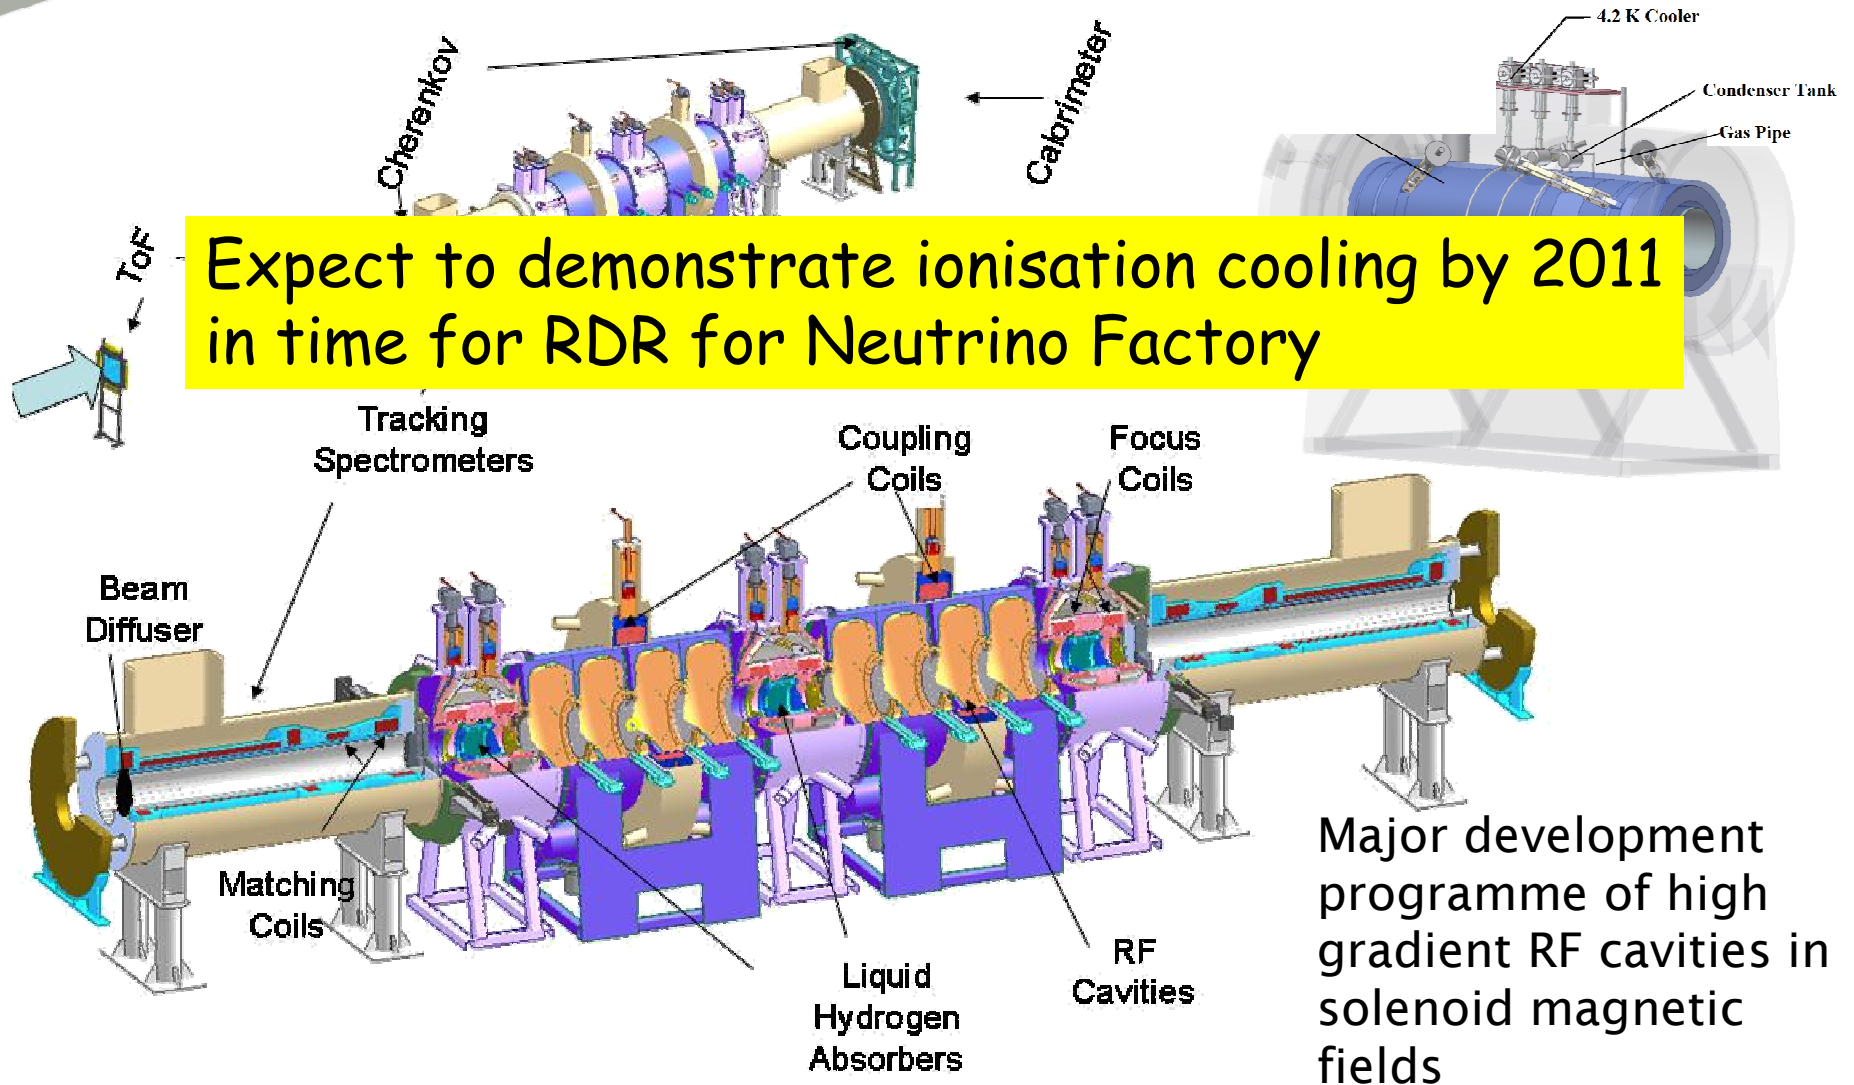 4.2 K Cooler
Cherenkov
Calorimeter
Condenser Tank
Gas Pipe
ToF
Expect to demonstrate ionisation cooling by 2011
in time for RDR for Neutrino Factory
Tracking
Spectrometers
Coupling
Coils
Focus
Coils
Beam
Diffuser
Matching
Coils
Liquid
Hydrogen
Absorbers
RF
Cavities
Major development
programme of high
gradient RF cavities in
solenoid magnetic
fields